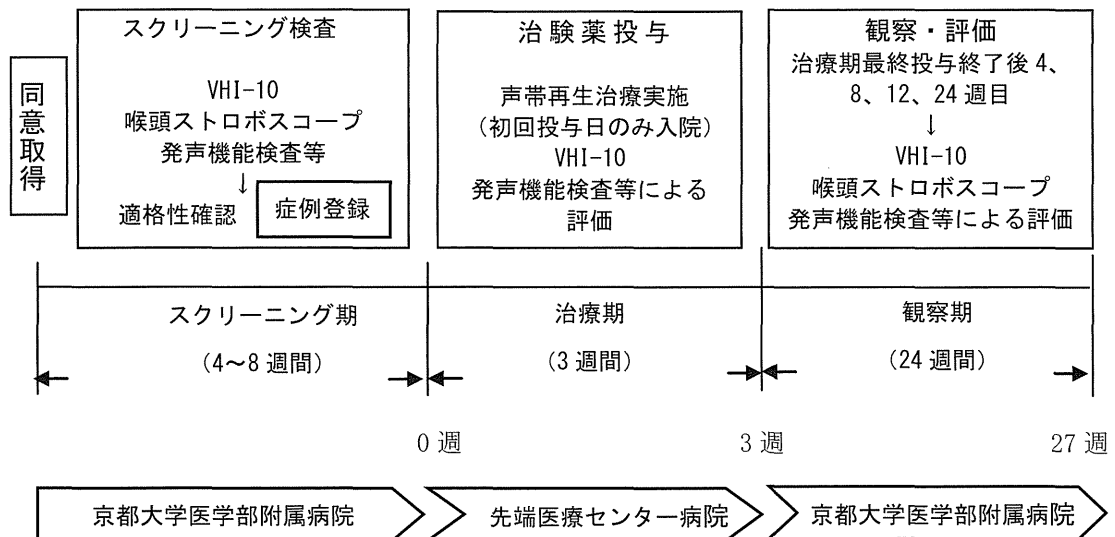 同意取得
スクリーニング検査
VHI-10
喉頭ストロボスコープ
発声機能検査等
↓
適格性確認
症例登録
治験薬投与
声帯再生治療実施
(初回投与日のみ入院)
VHI-10
発声機能検査等による
評価
観察・評価
治療期最終投与終了後4、
8、12、24週目
↓
VHI-10
喉頭ストロボスコープ
発声機能検査等による評価
スクリーニング期
(4~8週間)
治療期
(3週間)
観察期
(24週間)
0週
3週
27週
京都大学医学部附属病院
先端医療センター病院
京都大学医学部附属病院